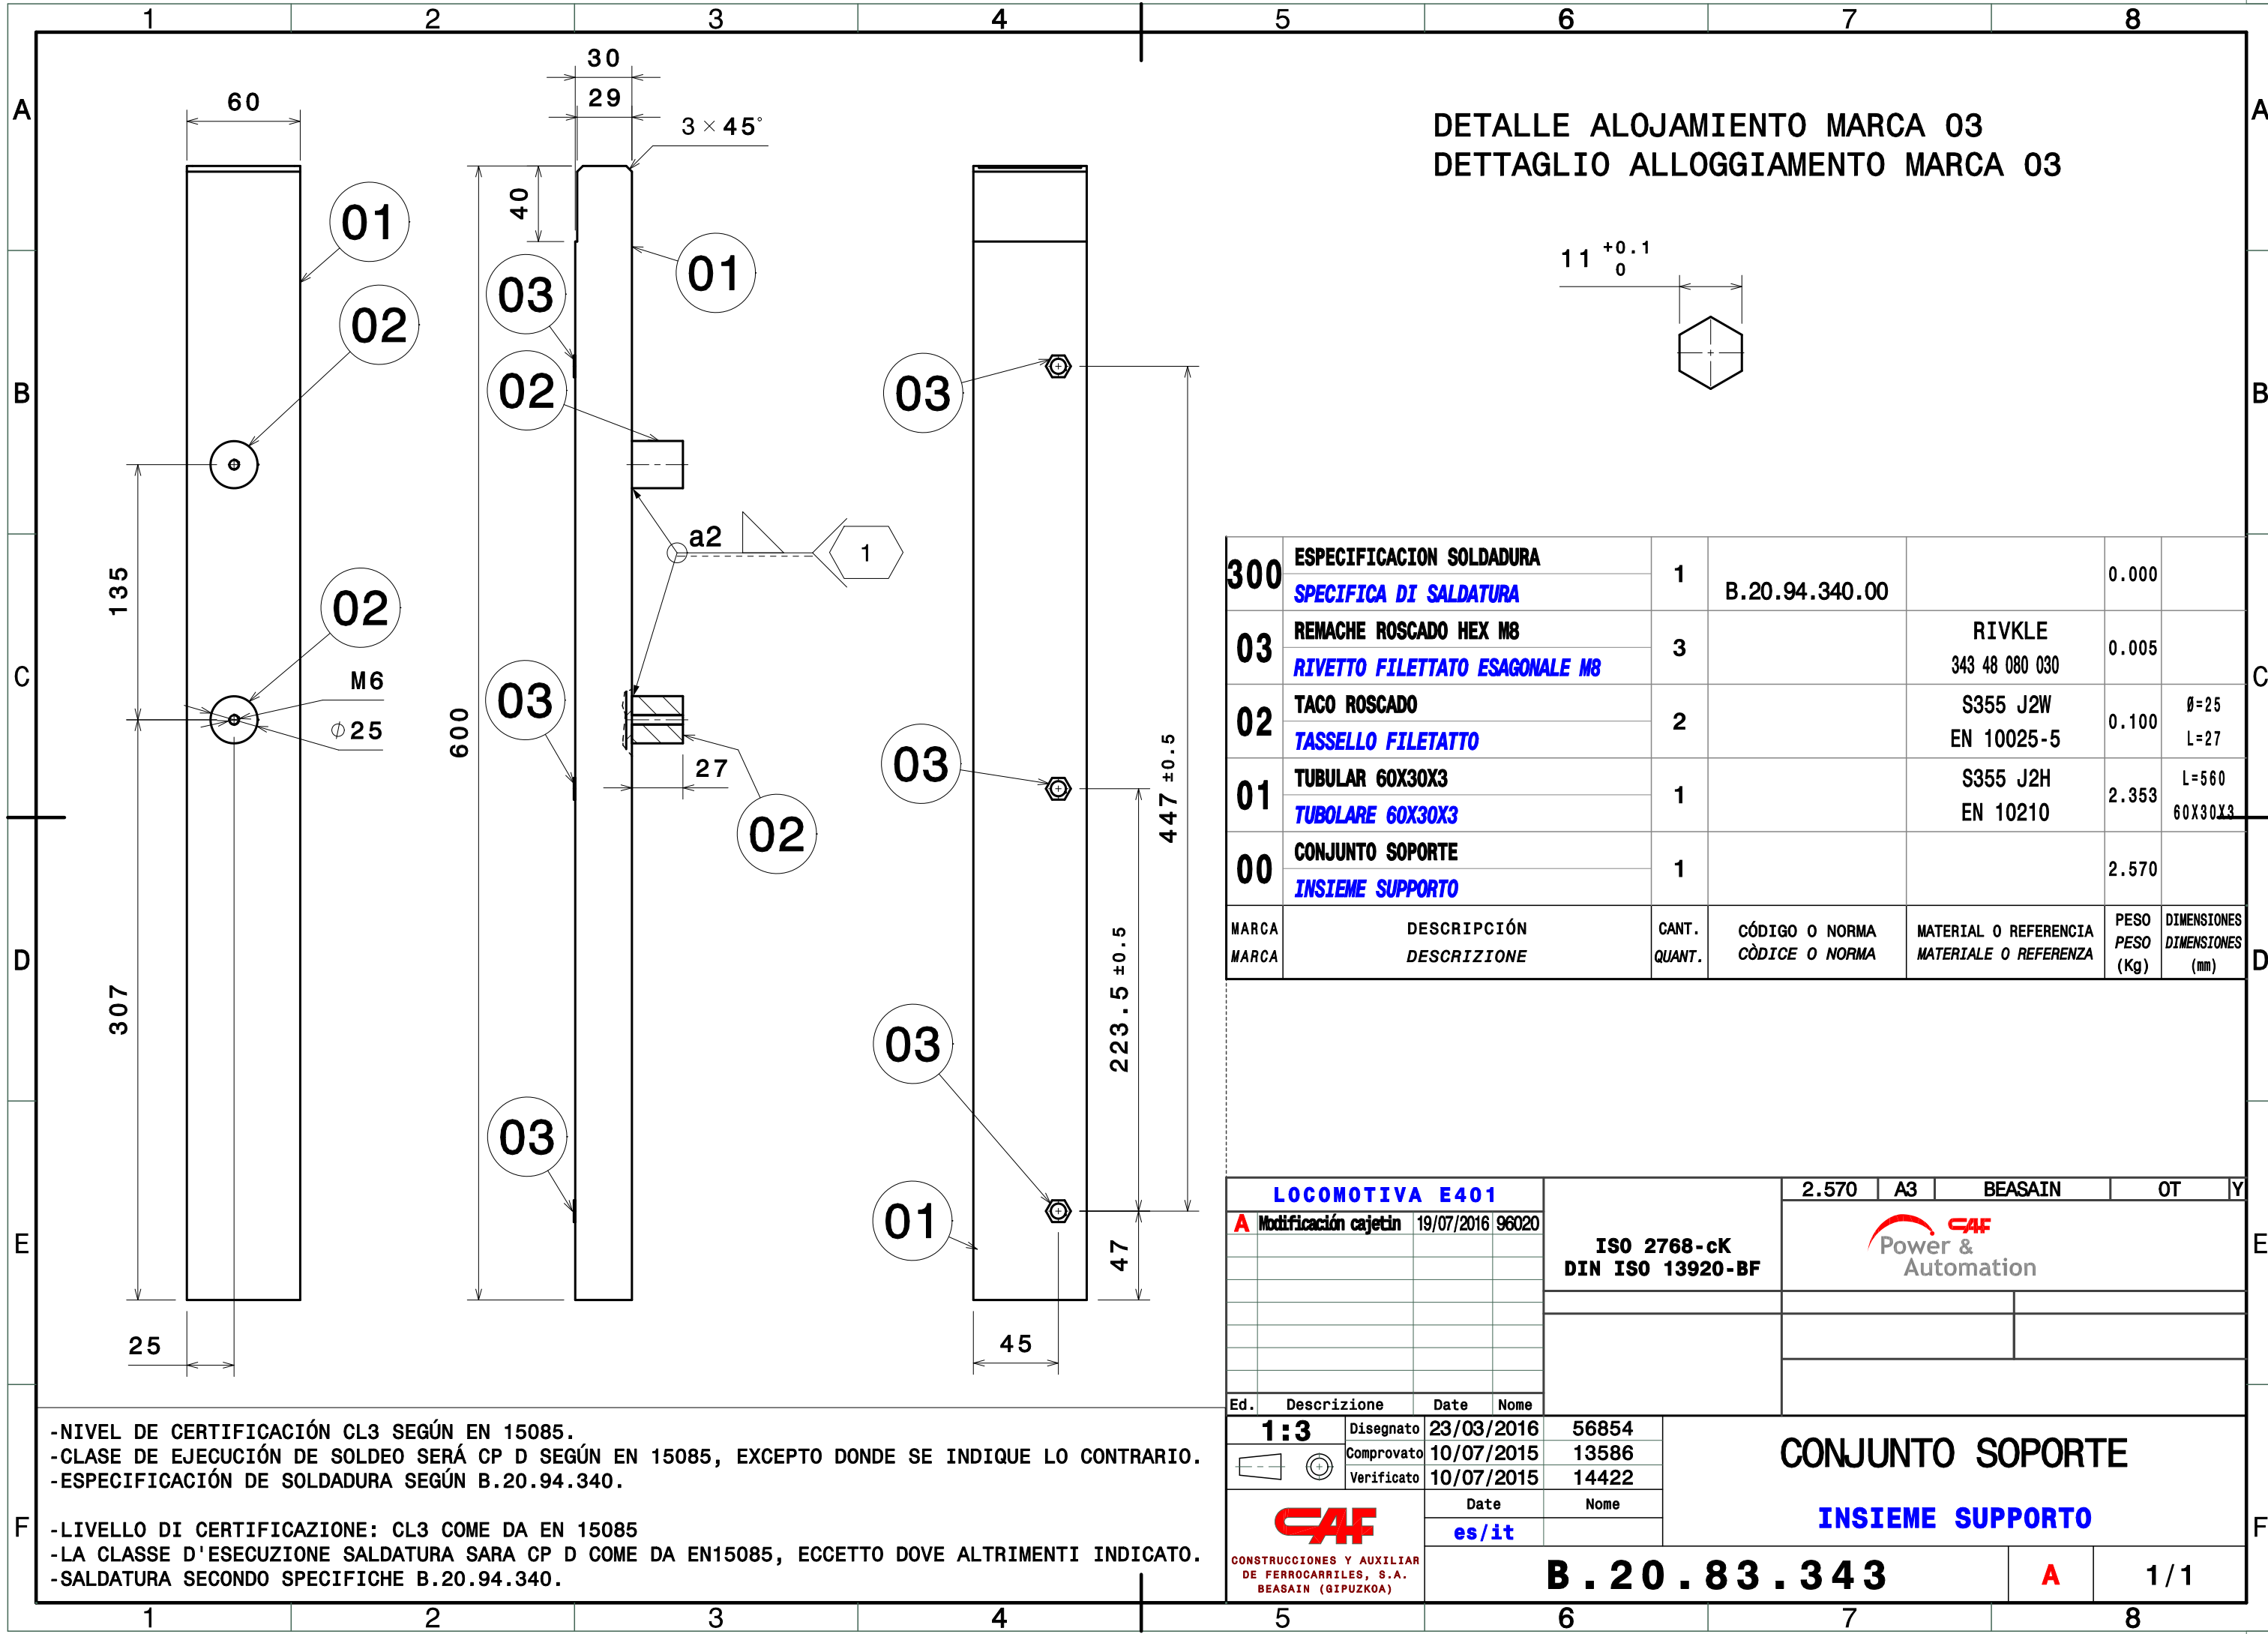 1 2 3 4 5 6 7 8
A A
B B
C C
D D
E E
F F
60
30
29
3 × 45°
40
01
02
01
03
02
03
135
a2
1
02
M6
⌀25
03
600
27
02
03
447 ±0.5
307
223.5 ±0.5
03
03
01
47
25
45
DETALLE ALOJAMIENTO MARCA 03
DETTAGLIO ALLOGGIAMENTO MARCA 03
11 +0.1 0
300 ESPECIFICACION SOLDADURA 1 B.20.94.340.00 0.000
SPECIFICA DI SALDATURA
03 REMACHE ROSCADO HEX M8 3 RIVKLE 0.005
RIVETTO FILETTATO ESAGONALE M8 343 48 080 030
02 TACO ROSCADO 2 S355 J2W 0.100 Ø=25
TASSELLO FILETATTO EN 10025-5 L=27
01 TUBULAR 60X30X3 1 S355 J2H 2.353 L=560
TUBOLARE 60X30X3 EN 10210 60X30X3
00 CONJUNTO SOPORTE 1 2.570
INSIEME SUPPORTO
MARCA DESCRIPCIÓN CANT. CÓDIGO O NORMA MATERIAL O REFERENCIA PESO DIMENSIONES
MARCA DESCRIZIONE QUANT. CÒDICE O NORMA MATERIALE O REFERENZA PESO DIMENSIONES
(Kg) (mm)
LOCOMOTIVA E401
A Modificación cajetin 19/07/2016 96020
Ed. Descrizione Date Nome
ISO 2768-cK
DIN ISO 13920-BF
2.570 A3 BEASAIN OT Y
CAF
Power &
Automation
1:3
Disegnato 23/03/2016 56854
Comprovato 10/07/2015 13586
Verificato 10/07/2015 14422
Date Nome
es/it
CONJUNTO SOPORTE
INSIEME SUPPORTO
CAF
CONSTRUCCIONES Y AUXILIAR
DE FERROCARRILES, S.A.
BEASAIN (GIPUZKOA)
B.20.83.343 A 1/1
-NIVEL DE CERTIFICACIÓN CL3 SEGÚN EN 15085.
-CLASE DE EJECUCIÓN DE SOLDEO SERÁ CP D SEGÚN EN 15085, EXCEPTO DONDE SE INDIQUE LO CONTRARIO.
-ESPECIFICACIÓN DE SOLDADURA SEGÚN B.20.94.340.
-LIVELLO DI CERTIFICAZIONE: CL3 COME DA EN 15085
-LA CLASSE D'ESECUZIONE SALDATURA SARA CP D COME DA EN15085, ECCETTO DOVE ALTRIMENTI INDICATO.
-SALDATURA SECONDO SPECIFICHE B.20.94.340.
1 2 3 4 5 6 7 8